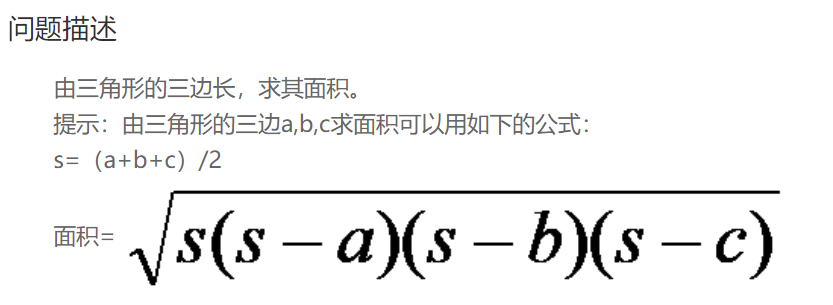 问题描述
由三角形的三边长，求其面积。
提示：由三角形的三边a,b,c求面积可以用如下的公式：
s=（a+b+c）/2
面积= √s(s−a)(s−b)(s−c)